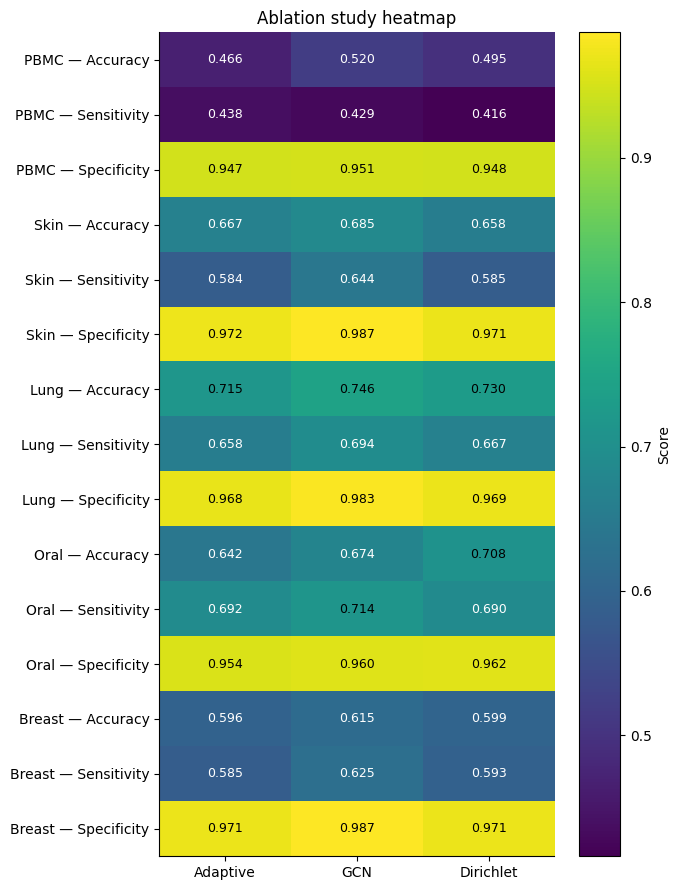 Ablation study heatmap
PBMC — Accuracy 0.466 0.520 0.495
PBMC — Sensitivity 0.438 0.429 0.416
PBMC — Specificity 0.947 0.951 0.948
Skin — Accuracy 0.667 0.685 0.658
Skin — Sensitivity 0.584 0.644 0.585
Skin — Specificity 0.972 0.987 0.971
Lung — Accuracy 0.715 0.746 0.730
Lung — Sensitivity 0.658 0.694 0.667
Lung — Specificity 0.968 0.983 0.969
Oral — Accuracy 0.642 0.674 0.708
Oral — Sensitivity 0.692 0.714 0.690
Oral — Specificity 0.954 0.960 0.962
Breast — Accuracy 0.596 0.615 0.599
Breast — Sensitivity 0.585 0.625 0.593
Breast — Specificity 0.971 0.987 0.971
Adaptive GCN Dirichlet
0.9
0.8
0.7
0.6
0.5
Score